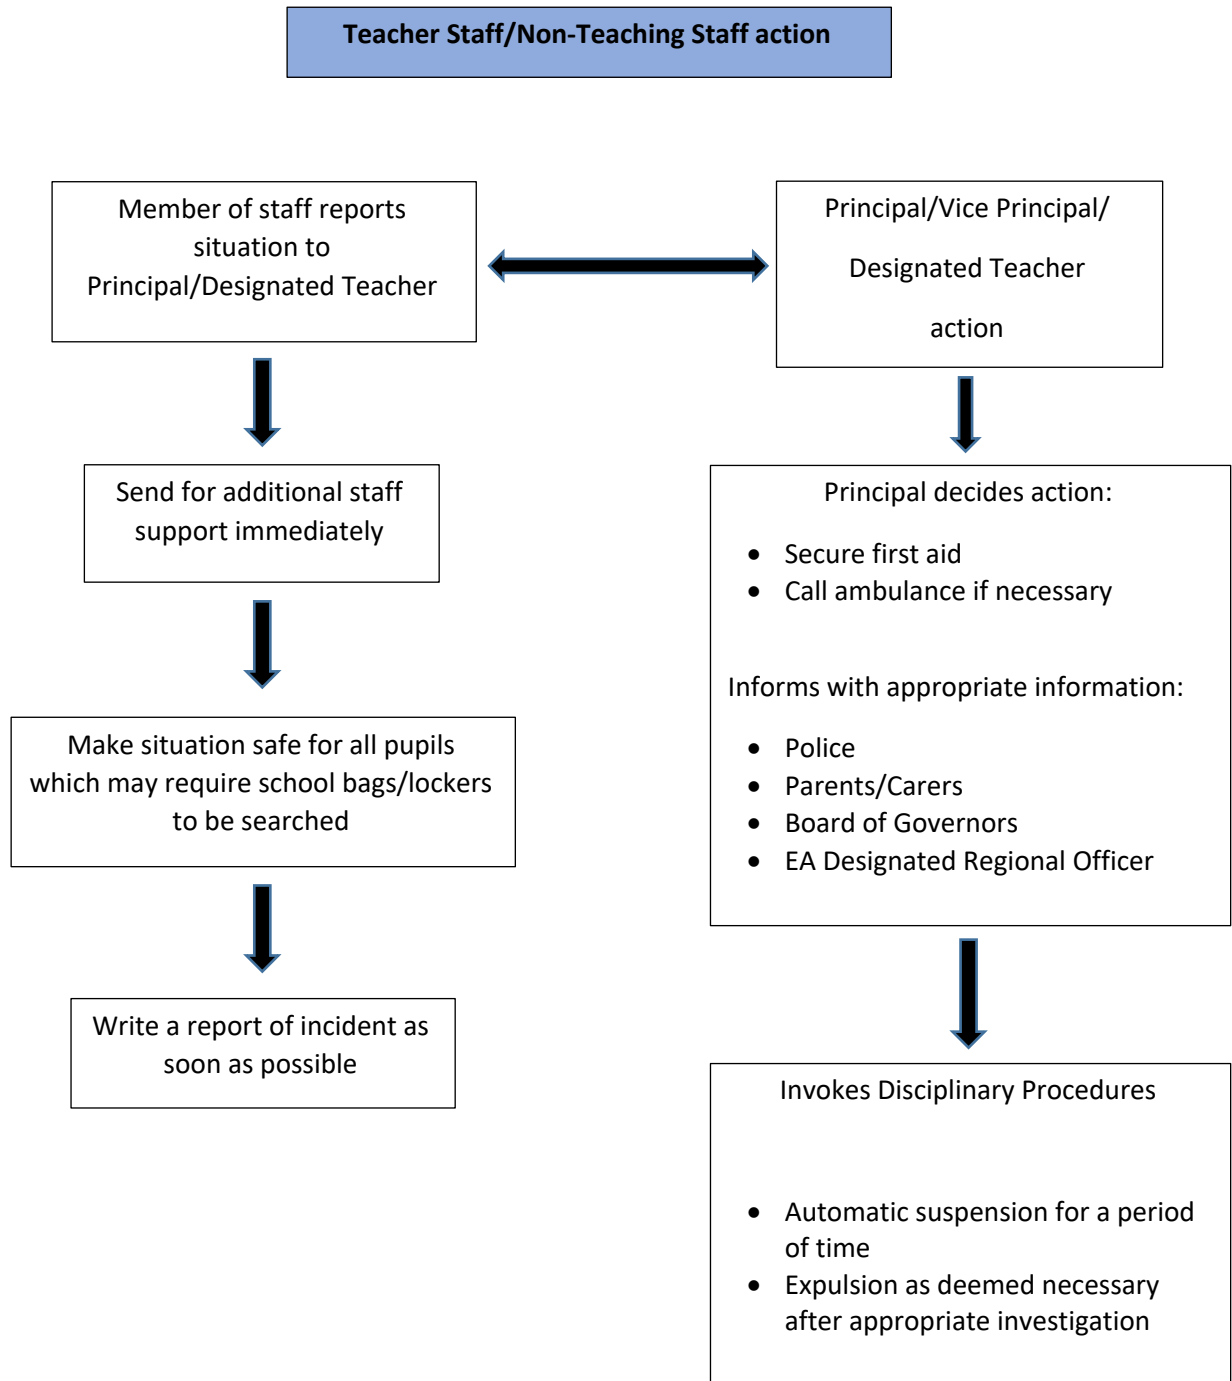 Teacher Staff/Non-Teaching Staff action
Member of staff reports
situation to
Principal/Designated Teacher
Send for additional staff
support immediately
Make situation safe for all pupils
which may require school bags/lockers
to be searched
Write a report of incident as
soon as possible
Principal/Vice Principal/
Designated Teacher
action
Principal decides action:
• Secure first aid
• Call ambulance if necessary
Informs with appropriate information:
• Police
• Parents/Carers
• Board of Governors
• EA Designated Regional Officer
Invokes Disciplinary Procedures
• Automatic suspension for a period
of time
• Expulsion as deemed necessary
after appropriate investigation